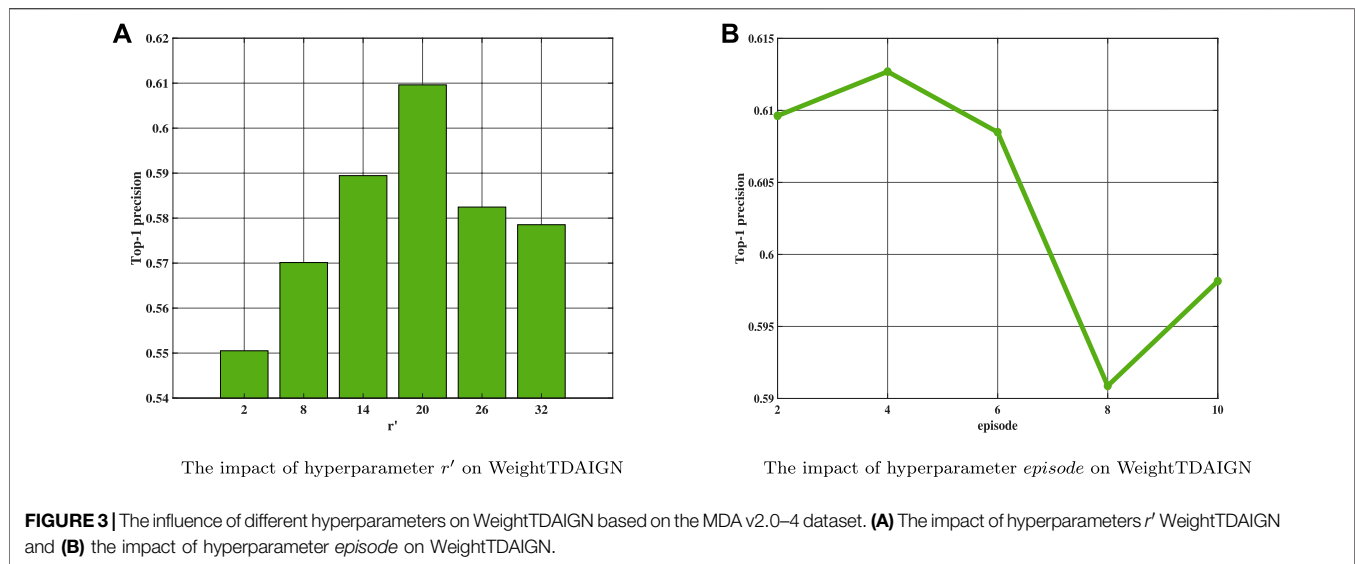 A
0.62
0.61
0.6
0.59
0.58
0.57
0.56
0.55
0.54
Top-1 precision
2 8 14 20 26 32
r'
The impact of hyperparameter r′ on WeightTDAIGN
B
0.615
0.61
0.605
0.6
0.595
0.59
Top-1 precision
2 4 6 8 10
episode
The impact of hyperparameter episode on WeightTDAIGN
FIGURE 3 | The influence of different hyperparameters on WeightTDAIGN based on the MDA v2.0–4 dataset. (A) The impact of hyperparameters r′ WeightTDAIGN
and (B) the impact of hyperparameter episode on WeightTDAIGN.